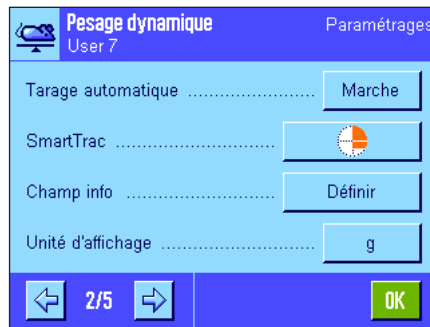 Pesage dynamique Paramétrages
User 7
Tarage automatique ........................ Marche
SmartTrac ..............................
Champ info ............................ Définir
Unité d'affichage ............................. g
2/5 OK